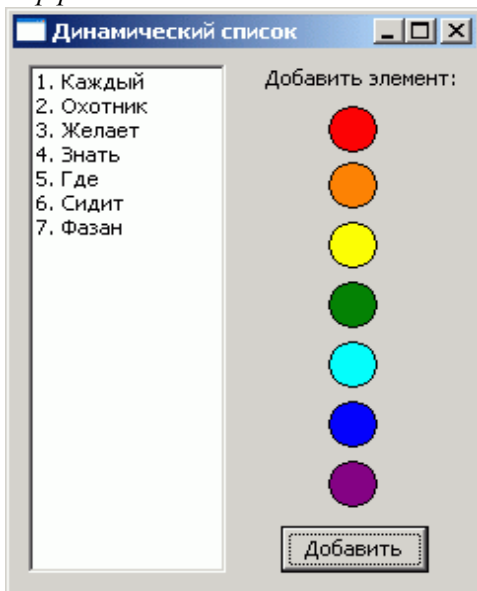 Динамический список
1. Каждый
2. Охотник
3. Желает
4. Знать
5. Где
6. Сидит
7. Фазан
Добавить элемент:
Добавить